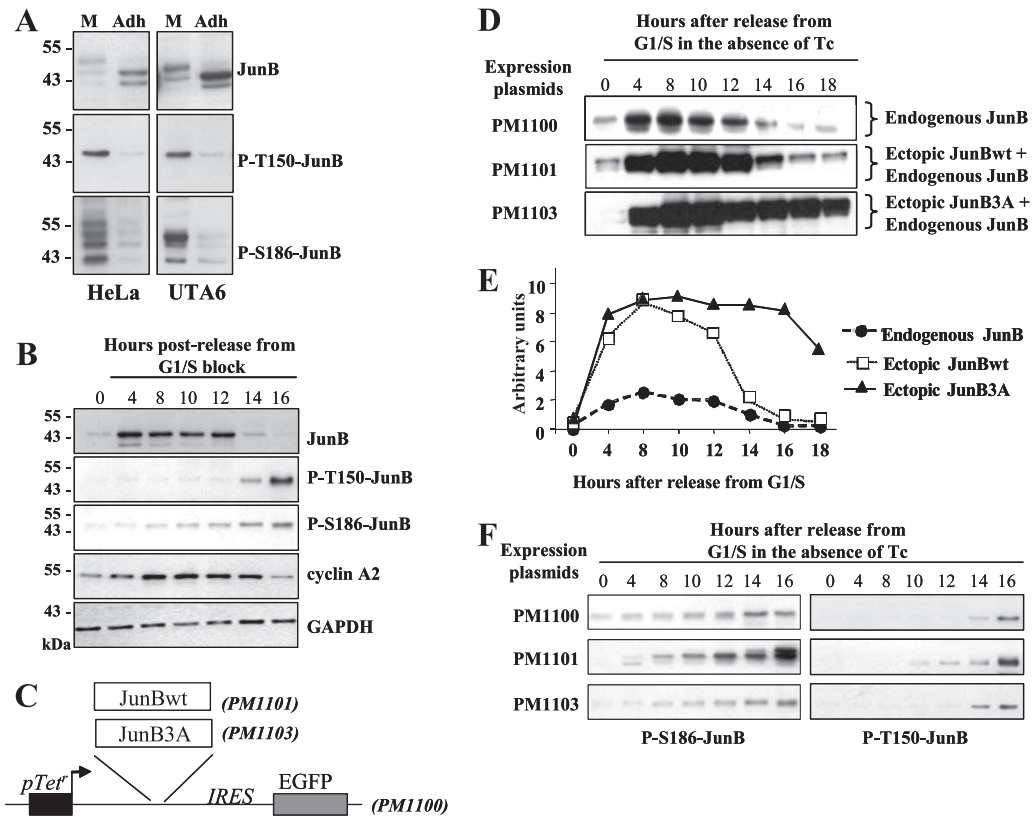 A
M Adh M Adh
55
43
JunB
55
43
P-T150-JunB
55
43
P-S186-JunB
HeLa UTA6
B
Hours post-release from
G1/S block
0 4 8 10 12 14 16
55
43
JunB
55
43
P-T150-JunB
55
43
P-S186-JunB
55
cyclin A2
43
GAPDH
kDa
C
JunBwt (PM1101)
JunB3A (PM1103)
pTetr
IRES
EGFP
(PM1100)
D
Hours after release from
G1/S in the absence of Tc
Expression
plasmids
0 4 8 10 12 14 16 18
PM1100
Endogenous JunB
PM1101
Ectopic JunBwt +
Endogenous JunB
PM1103
Ectopic JunB3A +
Endogenous JunB
E
Arbitrary units
10
8
6
4
2
0
0 4 8 10 12 14 16 18
Hours after release from G1/S
Endogenous JunB
Ectopic JunBwt
Ectopic JunB3A
F
Hours after release from
G1/S in the absence of Tc
Expression
plasmids
0 4 8 10 12 14 16 0 4 8 10 12 14 16
PM1100
PM1101
PM1103
P-S186-JunB P-T150-JunB